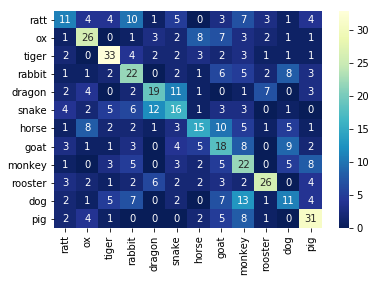 ratt 11 4 4 10 1 5 0 3 7 3 1 4
ox 1 26 0 1 3 2 8 7 3 2 1 1
tiger 2 0 33 4 2 2 3 2 3 1 1 1
rabbit 1 1 2 22 0 2 1 6 5 2 8 3
dragon 2 4 0 2 19 11 1 0 1 7 0 3
snake 4 2 5 6 12 16 1 3 3 0 1 0
horse 1 8 2 2 1 3 15 10 5 1 5 1
goat 3 1 1 3 0 4 5 18 8 0 9 2
monkey 1 0 3 5 0 3 2 5 22 0 5 8
rooster 3 2 1 2 6 2 2 3 2 26 0 4
dog 2 1 5 7 0 2 0 7 13 1 11 4
pig 2 4 1 0 0 0 2 5 8 1 0 31
ratt ox tiger rabbit dragon snake horse goat monkey rooster dog pig
30
25
20
15
10
5
0